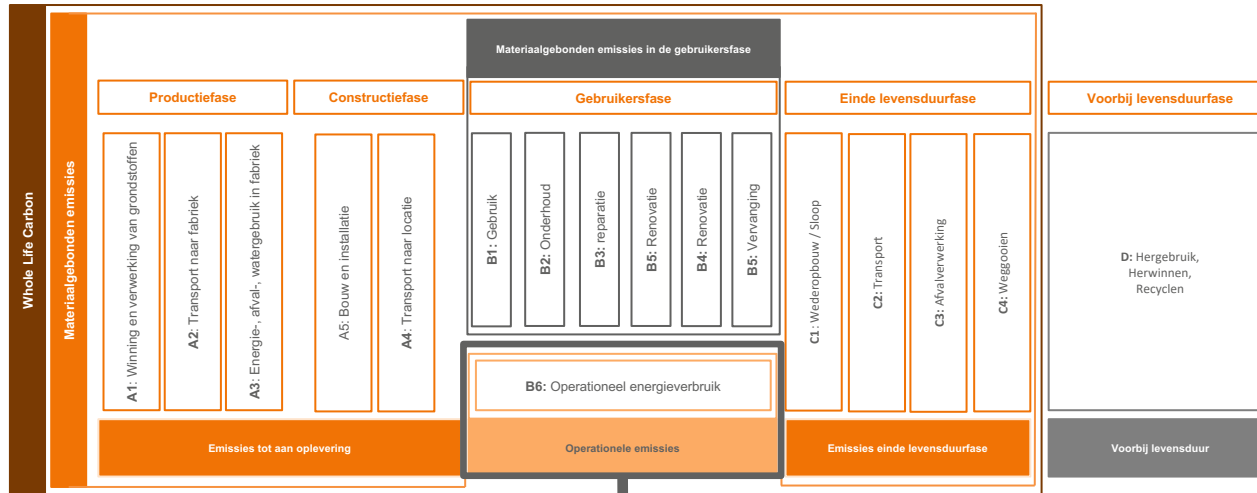 Whole Life Carbon
Materiaalgebonden emissies
Materiaalgebonden emissies in de gebruikersfase
Productiefase
Constructiefase
Gebruikersfase
Einde levensduurfase
Voorbij levensduurfase
A1: Winning en verwerking van grondstoffen
A2: Transport naar fabriek
A3: Energie-, afval-, watergebruik in fabriek
A5: Bouw en installatie
A4: Transport naar locatie
B1: Gebruik
B2: Onderhoud
B3: reparatie
B5: Renovatie
B4: Renovatie
B5: Vervanging
C1: Wederopbouw / Sloop
C2: Transport
C3: Afvalverwerking
C4: Weggooien
D: Hergebruik,
Herwinnen,
Recyclen
B6: Operationeel energieverbruik
Emissies tot aan oplevering
Operationele emissies
Emissies einde levensduurfase
Voorbij levensduur